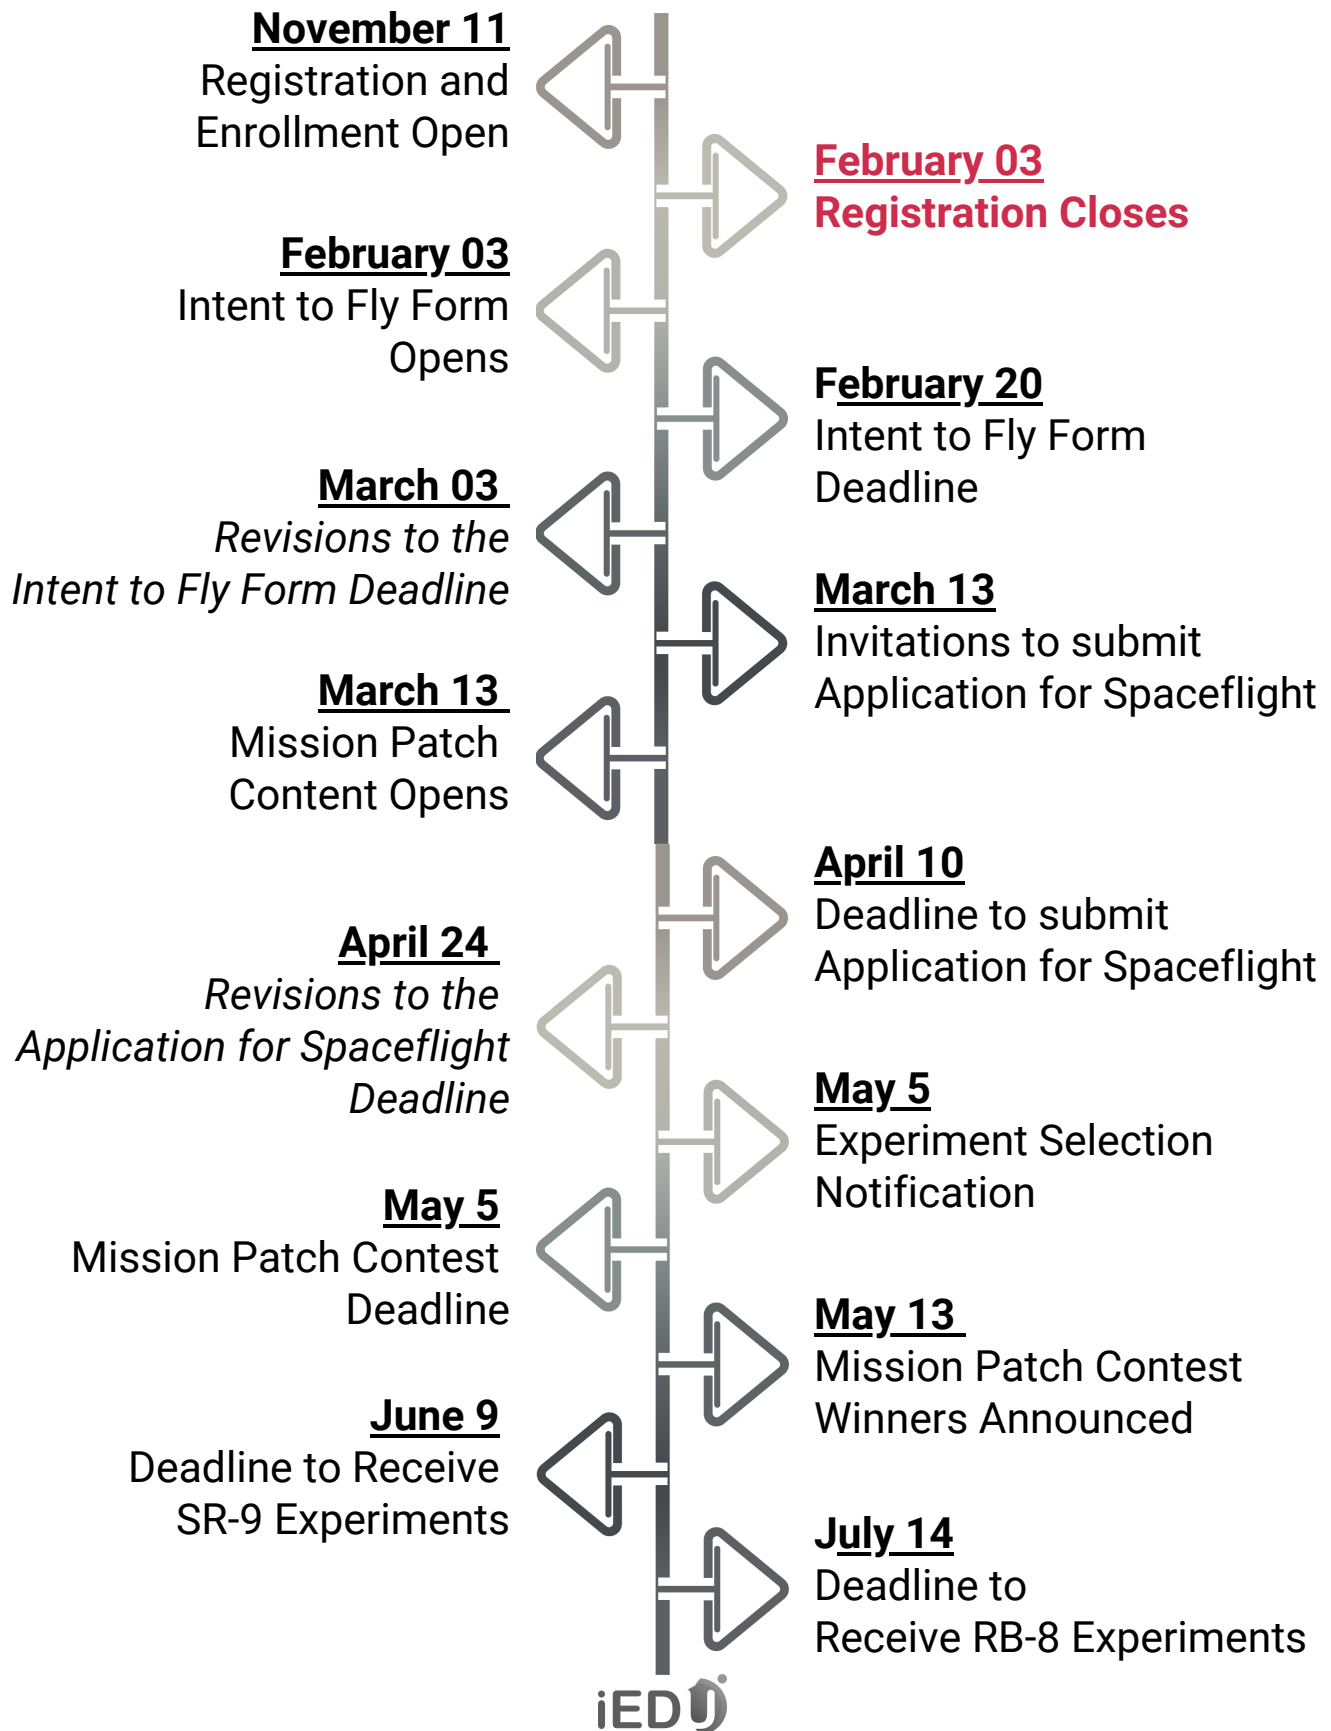 November 11
Registration and
Enrollment Open
February 03
Registration Closes
February 03
Intent to Fly Form
Opens
February 20
Intent to Fly Form
Deadline
March 03
Revisions to the
Intent to Fly Form Deadline
March 13
Invitations to submit
Application for Spaceflight
March 13
Mission Patch
Content Opens
April 10
Deadline to submit
Application for Spaceflight
April 24
Revisions to the
Application for Spaceflight
Deadline
May 5
Experiment Selection
Notification
May 5
Mission Patch Contest
Deadline
May 13
Mission Patch Contest
Winners Announced
June 9
Deadline to Receive
SR-9 Experiments
July 14
Deadline to
Receive RB-8 Experiments
iEDU